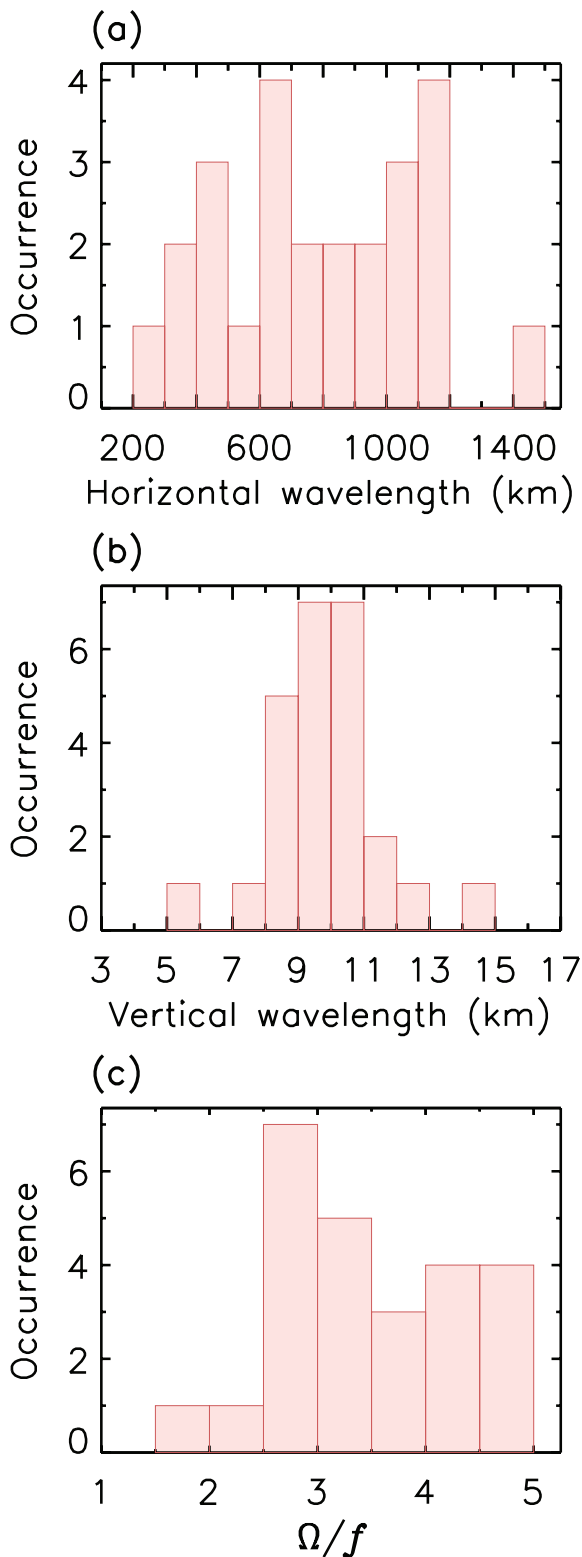 (a)
4
3
2
1
0
Occurrence
200 600 1000 1400
Horizontal wavelength (km)
(b)
6
4
2
0
Occurrence
3 5 7 9 11 13 15 17
Vertical wavelength (km)
(c)
6
4
2
0
Occurrence
1 2 3 4 5
Ω/f